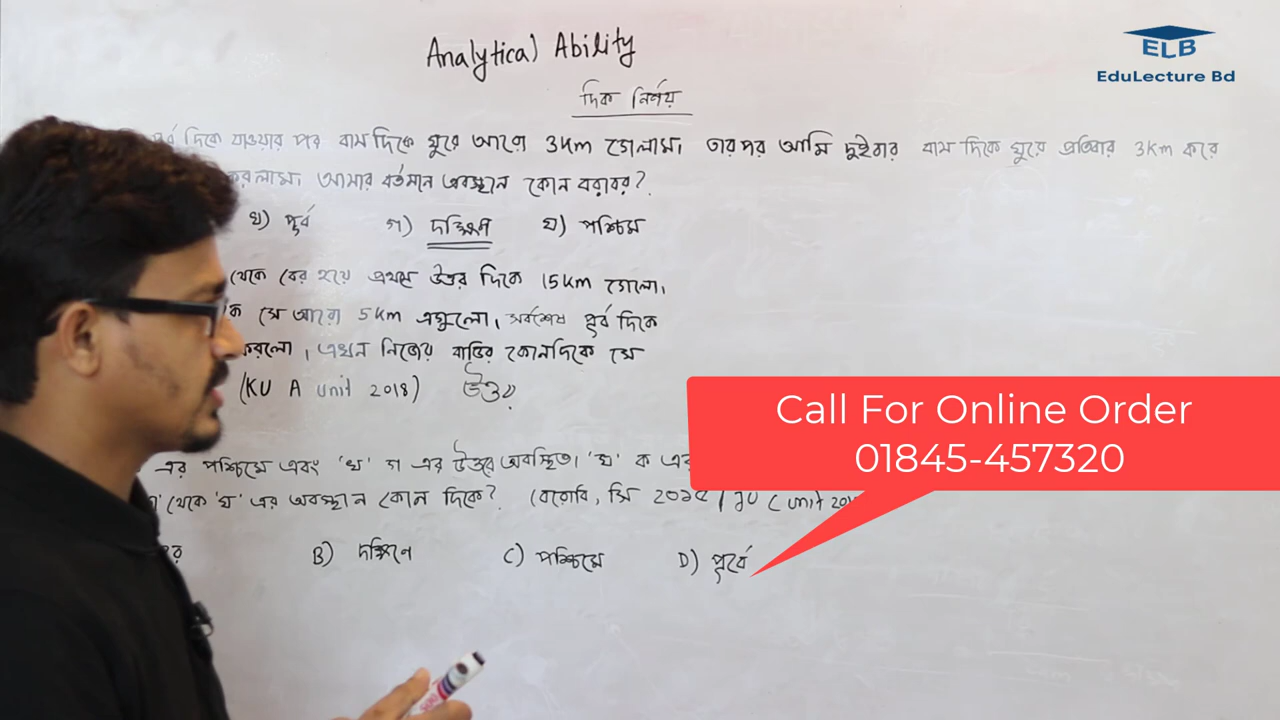 Analytical Ability
ELB
EduLecture Bd
দিক নির্ণয়
দিকে যাওয়ার পর বাম দিকে ঘুরে আরো 3km গেলাম। তারপর আমি দুইবার বাম দিকে ঘুরে প্রতিবার 3km করে
করলাম। আমার বর্তমান অবস্থান কোন বরাবর?
খ) পূর্ব গ) দক্ষিণ ঘ) পশ্চিম
থেকে বের হয়ে প্রথমে উত্তর দিকে 15km গেলো।
সে আরো 5km এগুলো। সর্বশেষ পূর্ব দিকে
করলো। এখন নিজের বাড়ির কোনদিকে সে
(KU A unit 2018) উত্তর
এর পশ্চিমে এবং 'খ' গ এর উত্তরে অবস্থিত। 'ঘ' ক এর
থেকে 'ঘ' এর অবস্থান কোন দিকে? (বেরোবি, সি ২০১৫ / JU C unit
B) দক্ষিণে C) পশ্চিমে D) পূর্বে
Call For Online Order
01845-457320